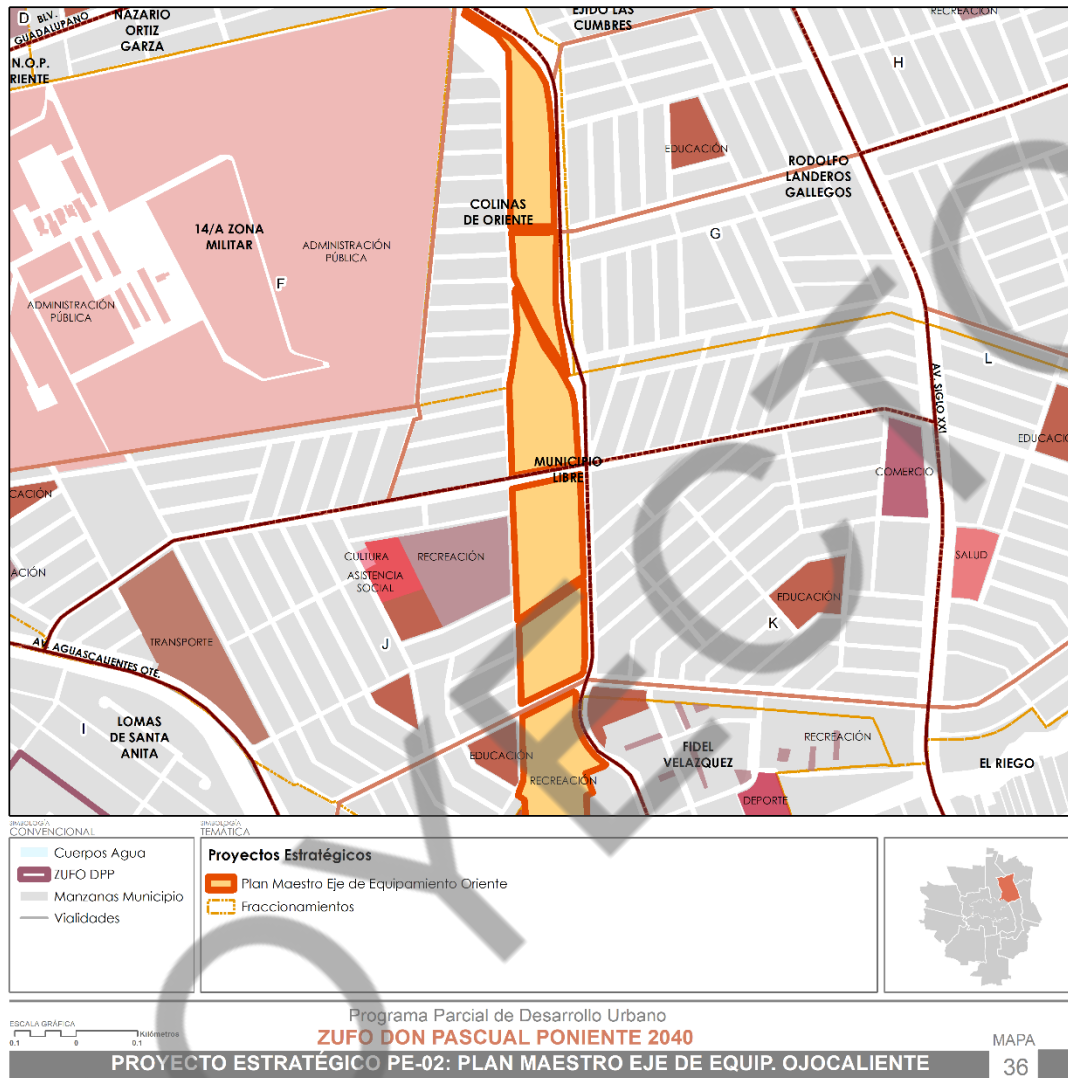 D
BLV.
GUADALUPANO
NAZARIO
ORTIZ
GARZA
EJIDO LAS
CUMBRES
RECREACIÓN
N.O.P.
RIENTE
H
EDUCACIÓN
RODOLFO
LANDEROS
GALLEGOS
COLINAS
DE ORIENTE
14/A ZONA
MILITAR
ADMINISTRACIÓN
PÚBLICA
G
F
ADMINISTRACIÓN
PÚBLICA
L
AV. SIGLO XXI
EDUCACIÓ
MUNICIPIO
LIBRE
COMERCIO
CACIÓN
CULTURA
RECREACIÓN
ASISTENCIA
SOCIAL
SALUD
ACIÓN
EDUCACIÓN
K
TRANSPORTE
J
AV. AGUASCALIENTES OTE.
I
LOMAS
DE SANTA
ANITA
EDUCACIÓN
RECREACIÓN
FIDEL
VELAZQUEZ
RECREACIÓN
EL RIEGO
DEPORTE
OYECTO
SIMBOLOGÍA
CONVENCIONAL
Cuerpos Agua
ZUFO DPP
Manzanas Municipio
Vialidades
SIMBOLOGÍA
TEMÁTICA
Proyectos Estratégicos
Plan Maestro Eje de Equipamiento Oriente
Fraccionamientos
ESCALA GRÁFICA
Kilómetros
0.1 0 0.1
Programa Parcial de Desarrollo Urbano
ZUFO DON PASCUAL PONIENTE 2040
PROYECTO ESTRATÉGICO PE-02: PLAN MAESTRO EJE DE EQUIP. OJOCALIENTE
MAPA
36